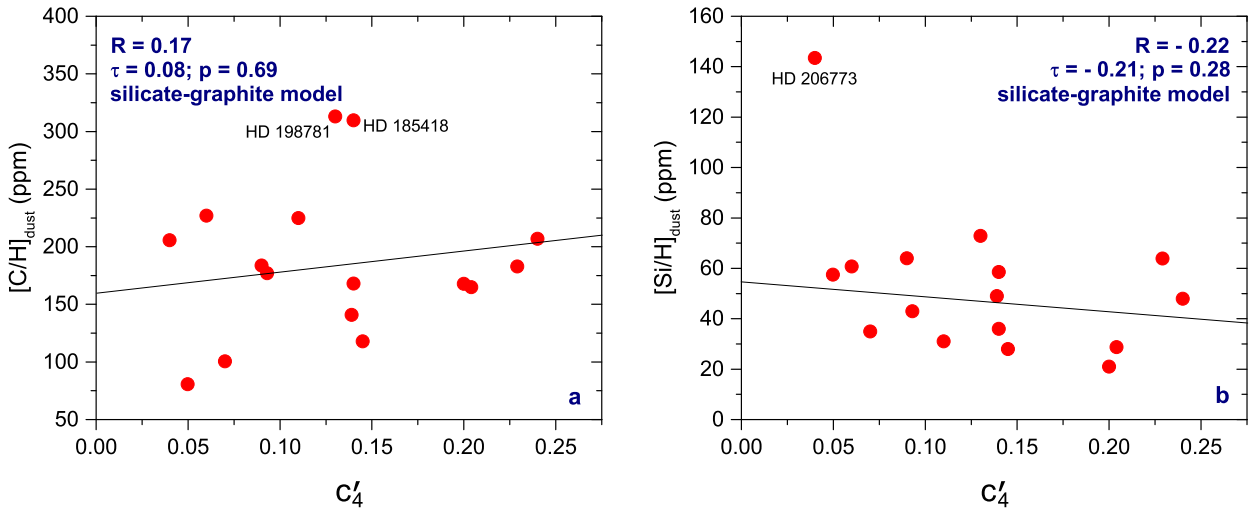 400
350
300
250
200
150
100
50
0.00
0.05
0.10
0.15
0.20
0.25
[C/H]dust (ppm)
c′4
R = 0.17
τ = 0.08; p = 0.69
silicate-graphite model
HD 198781
HD 185418
a
160
140
120
100
80
60
40
20
0
0.00
0.05
0.10
0.15
0.20
0.25
[Si/H]dust (ppm)
c′4
R = - 0.22
τ = - 0.21; p = 0.28
silicate-graphite model
HD 206773
b